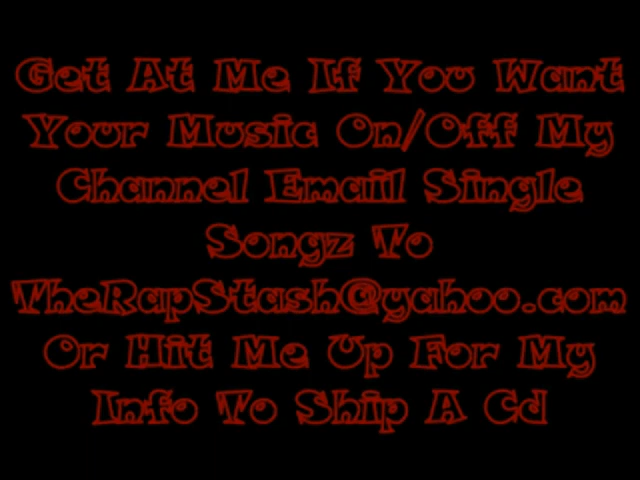 Get At Me If You Want
Your Music On/Off My
Channel Email Single
Songz To
TheRapStash@yahoo.com
Or Hit Me Up For My
Info To Ship A Cd